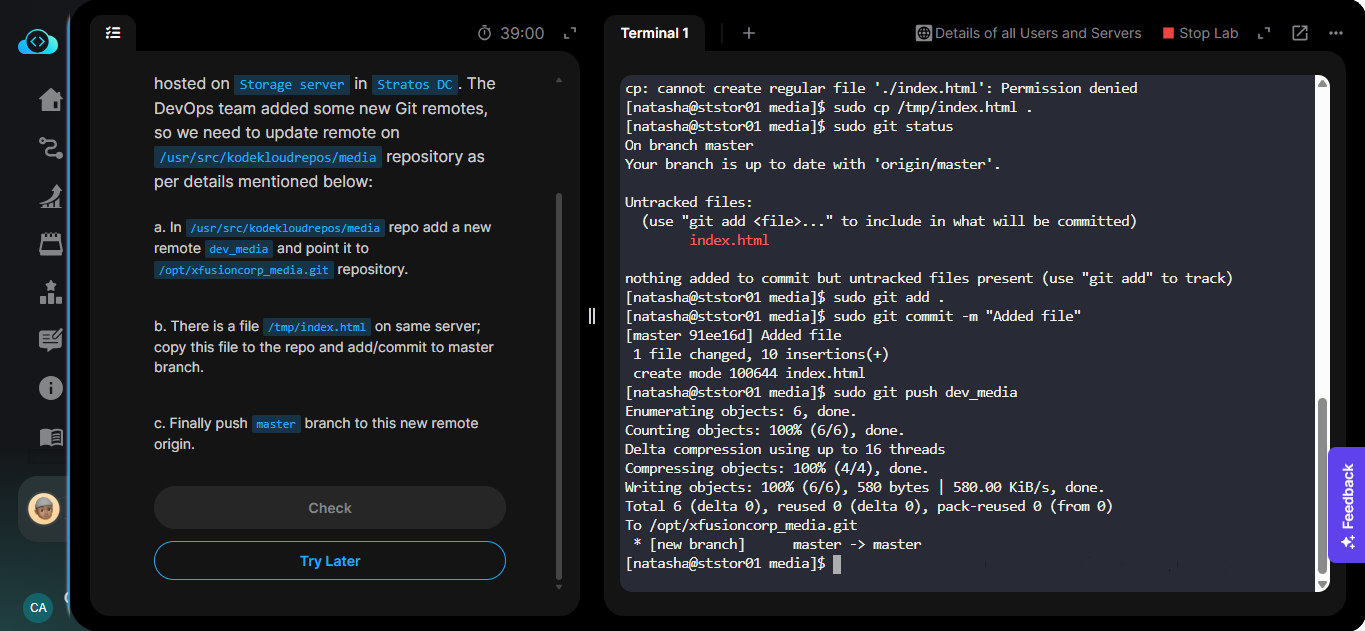 39:00
hosted on Storage server in Stratos DC. The
DevOps team added some new Git remotes,
so we need to update remote on
/usr/src/kodekloudrepos/media repository as
per details mentioned below:
a. In /usr/src/kodekloudrepos/media repo add a new
remote dev_media and point it to
/opt/xfusioncorp_media.git repository.
b. There is a file /tmp/index.html on same server;
copy this file to the repo and add/commit to master
branch.
c. Finally push master branch to this new remote
origin.
Check
Try Later
CA
Terminal 1
Details of all Users and Servers
Stop Lab
cp: cannot create regular file './index.html': Permission denied
[natasha@ststor01 media]$ sudo cp /tmp/index.html .
[natasha@ststor01 media]$ sudo git status
On branch master
Your branch is up to date with 'origin/master'.
Untracked files:
(use "git add <file>..." to include in what will be committed)
index.html
nothing added to commit but untracked files present (use "git add" to track)
[natasha@ststor01 media]$ sudo git add .
[natasha@ststor01 media]$ sudo git commit -m "Added file"
[master 91ee16d] Added file
1 file changed, 10 insertions(+)
create mode 100644 index.html
[natasha@ststor01 media]$ sudo git push dev_media
Enumerating objects: 6, done.
Counting objects: 100% (6/6), done.
Delta compression using up to 16 threads
Compressing objects: 100% (4/4), done.
Writing objects: 100% (6/6), 580 bytes | 580.00 KiB/s, done.
Total 6 (delta 0), reused 0 (delta 0), pack-reused 0 (from 0)
To /opt/xfusioncorp_media.git
* [new branch] master -> master
[natasha@ststor01 media]$
Feedback